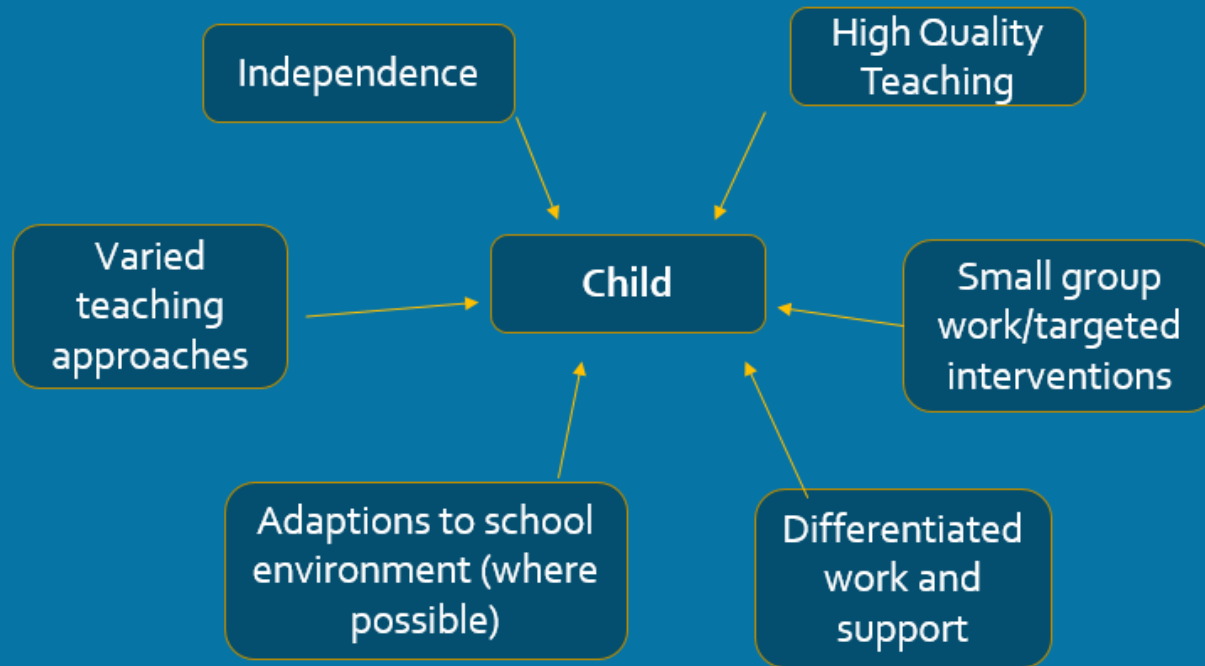 Independence
High Quality
Teaching
Varied
teaching
approaches
Child
Small group
work/targeted
interventions
Adaptions to school
environment (where
possible)
Differentiated
work and
support